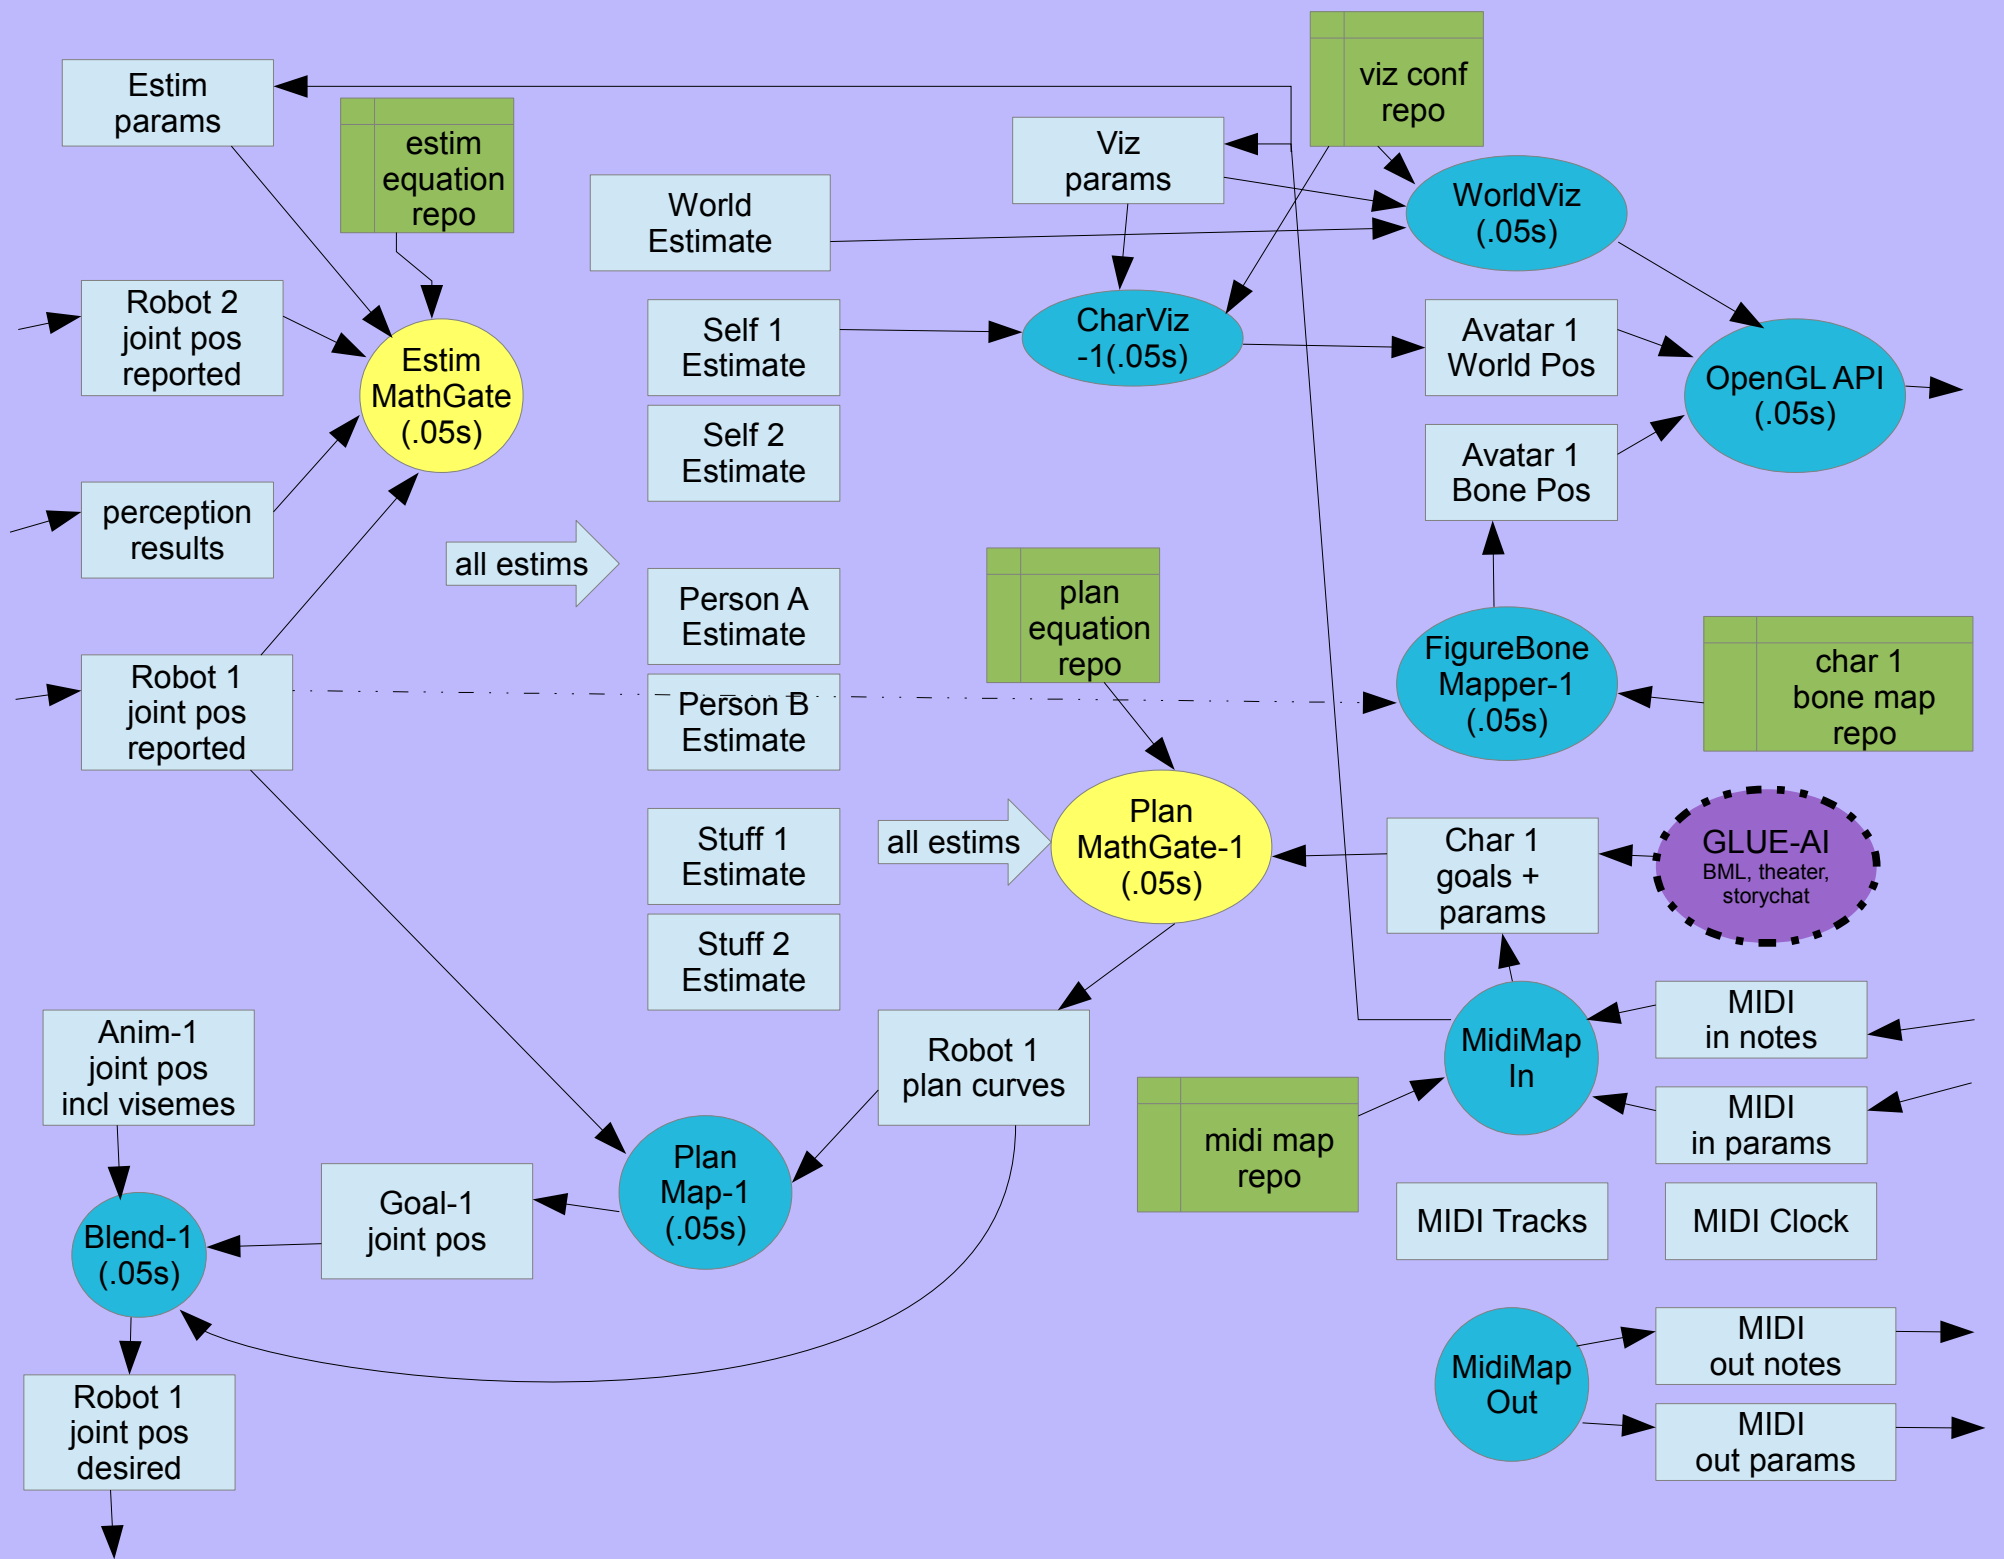 Estim
params
estim
equation
repo
viz conf
repo
Viz
params
World
Estimate
WorldViz
(.05s)
Robot 2
joint pos
reported
Estim
MathGate
(.05s)
Self 1
Estimate
CharViz
-1(.05s)
Avatar 1
World Pos
OpenGL API
(.05s)
Self 2
Estimate
Avatar 1
Bone Pos
perception
results
all estims
Person A
Estimate
plan
equation
repo
FigureBone
Mapper-1
(.05s)
char 1
bone map
repo
Robot 1
joint pos
reported
Person B
Estimate
Stuff 1
Estimate
all estims
Plan
MathGate-1
(.05s)
Char 1
goals +
params
GLUE-AI
BML, theater,
storychat
Stuff 2
Estimate
Anim-1
joint pos
incl visemes
Robot 1
plan curves
MidiMap
In
MIDI
in notes
MIDI
in params
midi map
repo
Plan
Map-1
(.05s)
Goal-1
joint pos
Blend-1
(.05s)
MIDI Tracks
MIDI Clock
MidiMap
Out
MIDI
out notes
MIDI
out params
Robot 1
joint pos
desired